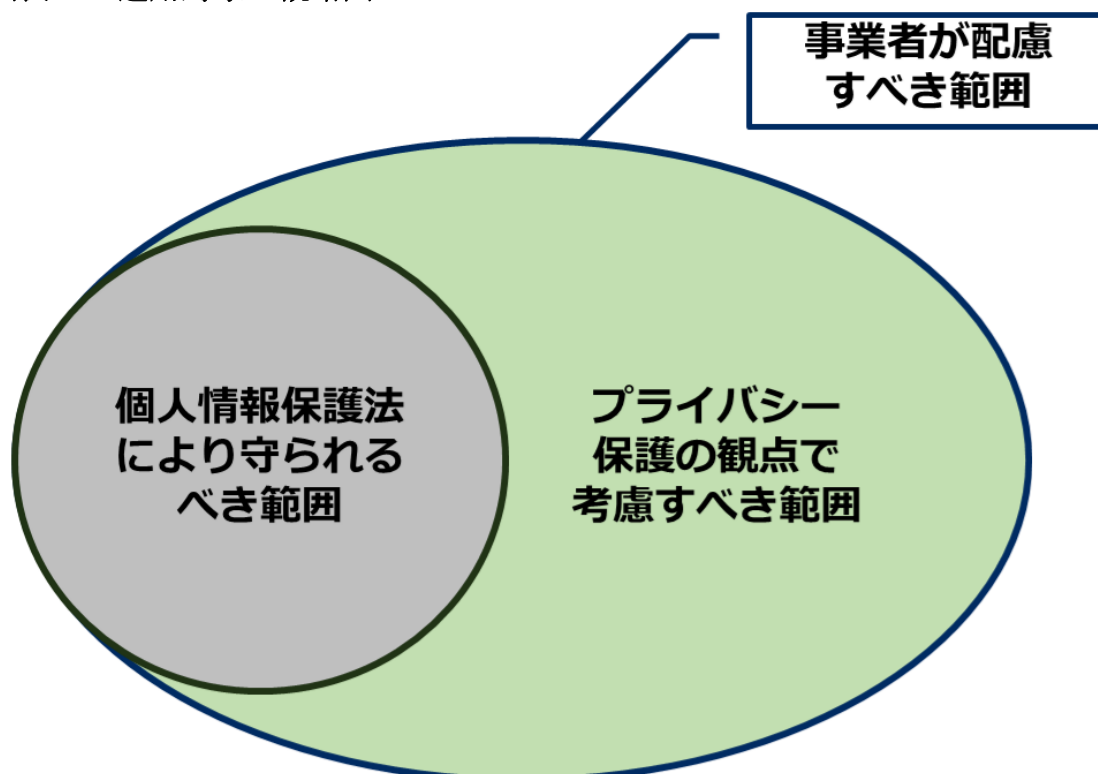 事業者が配慮
すべき範囲
個人情報保護法
により守られる
べき範囲
プライバシー
保護の観点で
考慮すべき範囲